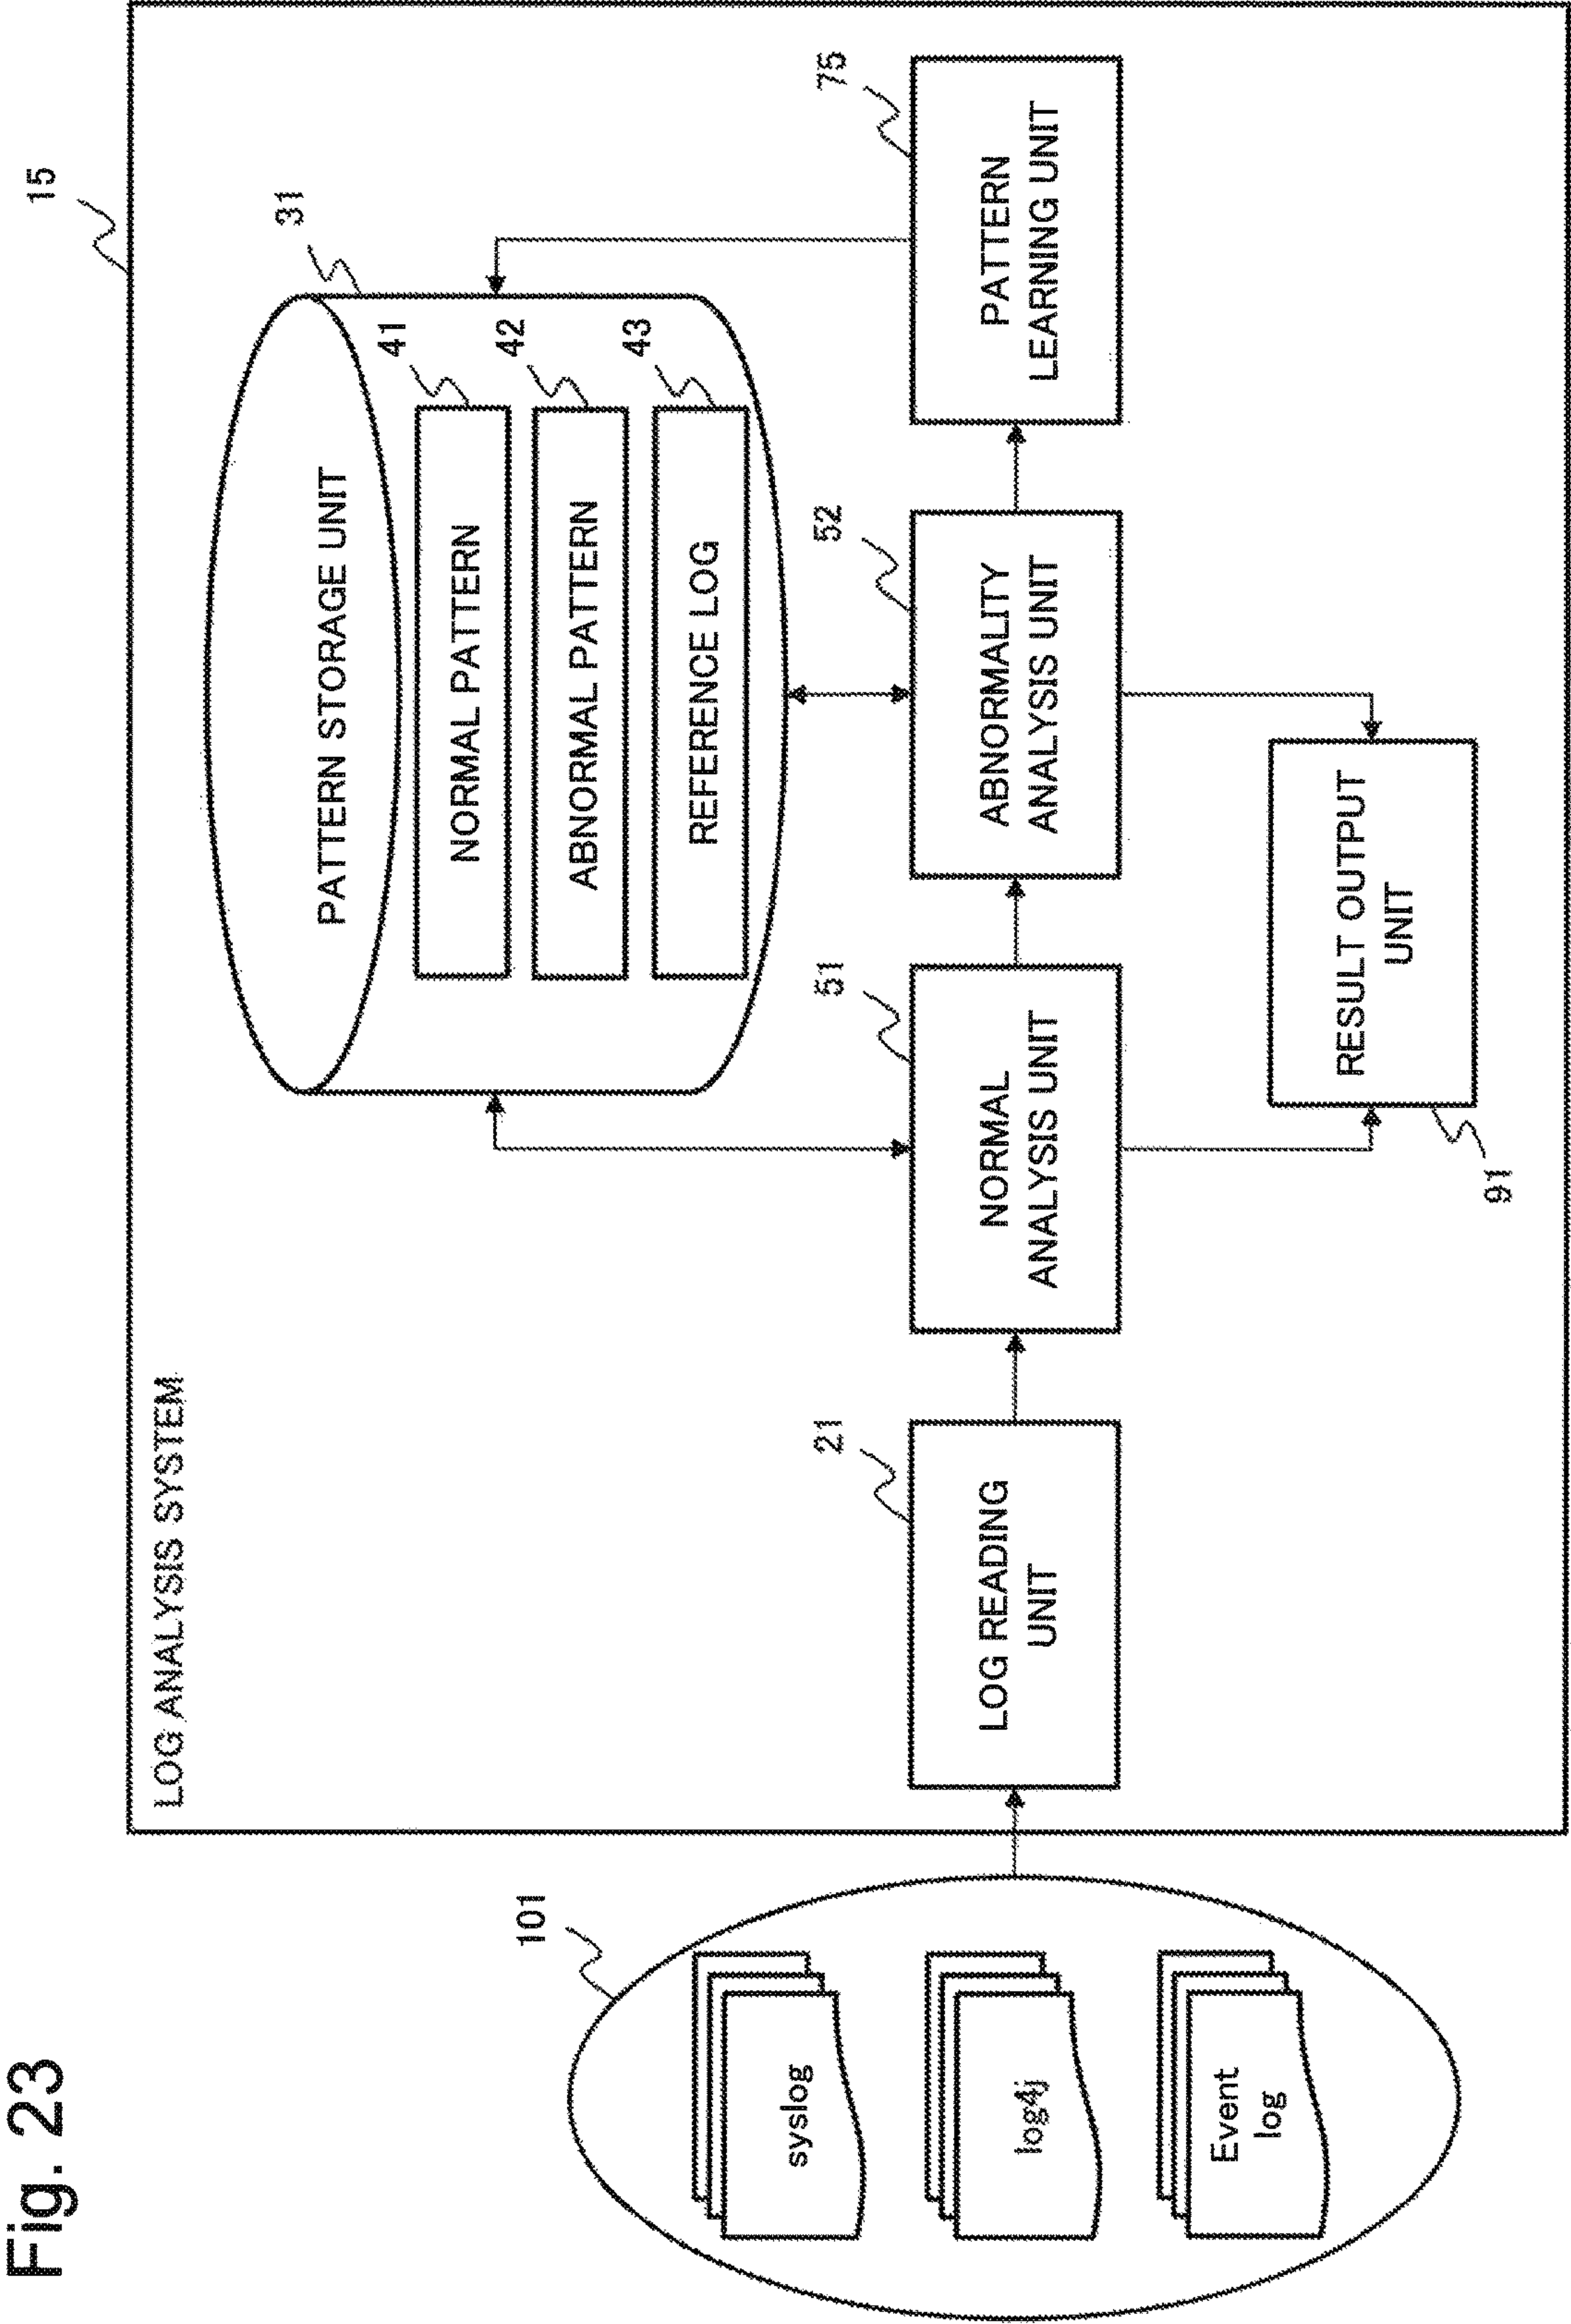 Fig. 23
15
LOG ANALYSIS SYSTEM
31
PATTERN STORAGE UNIT
41
NORMAL PATTERN
42
ABNORMAL PATTERN
43
REFERENCE LOG
101
syslog
log4j
Event
log
21
LOG READING
UNIT
51
NORMAL
ANALYSIS UNIT
52
ABNORMALITY
ANALYSIS UNIT
75
PATTERN
LEARNING UNIT
RESULT OUTPUT
UNIT
91